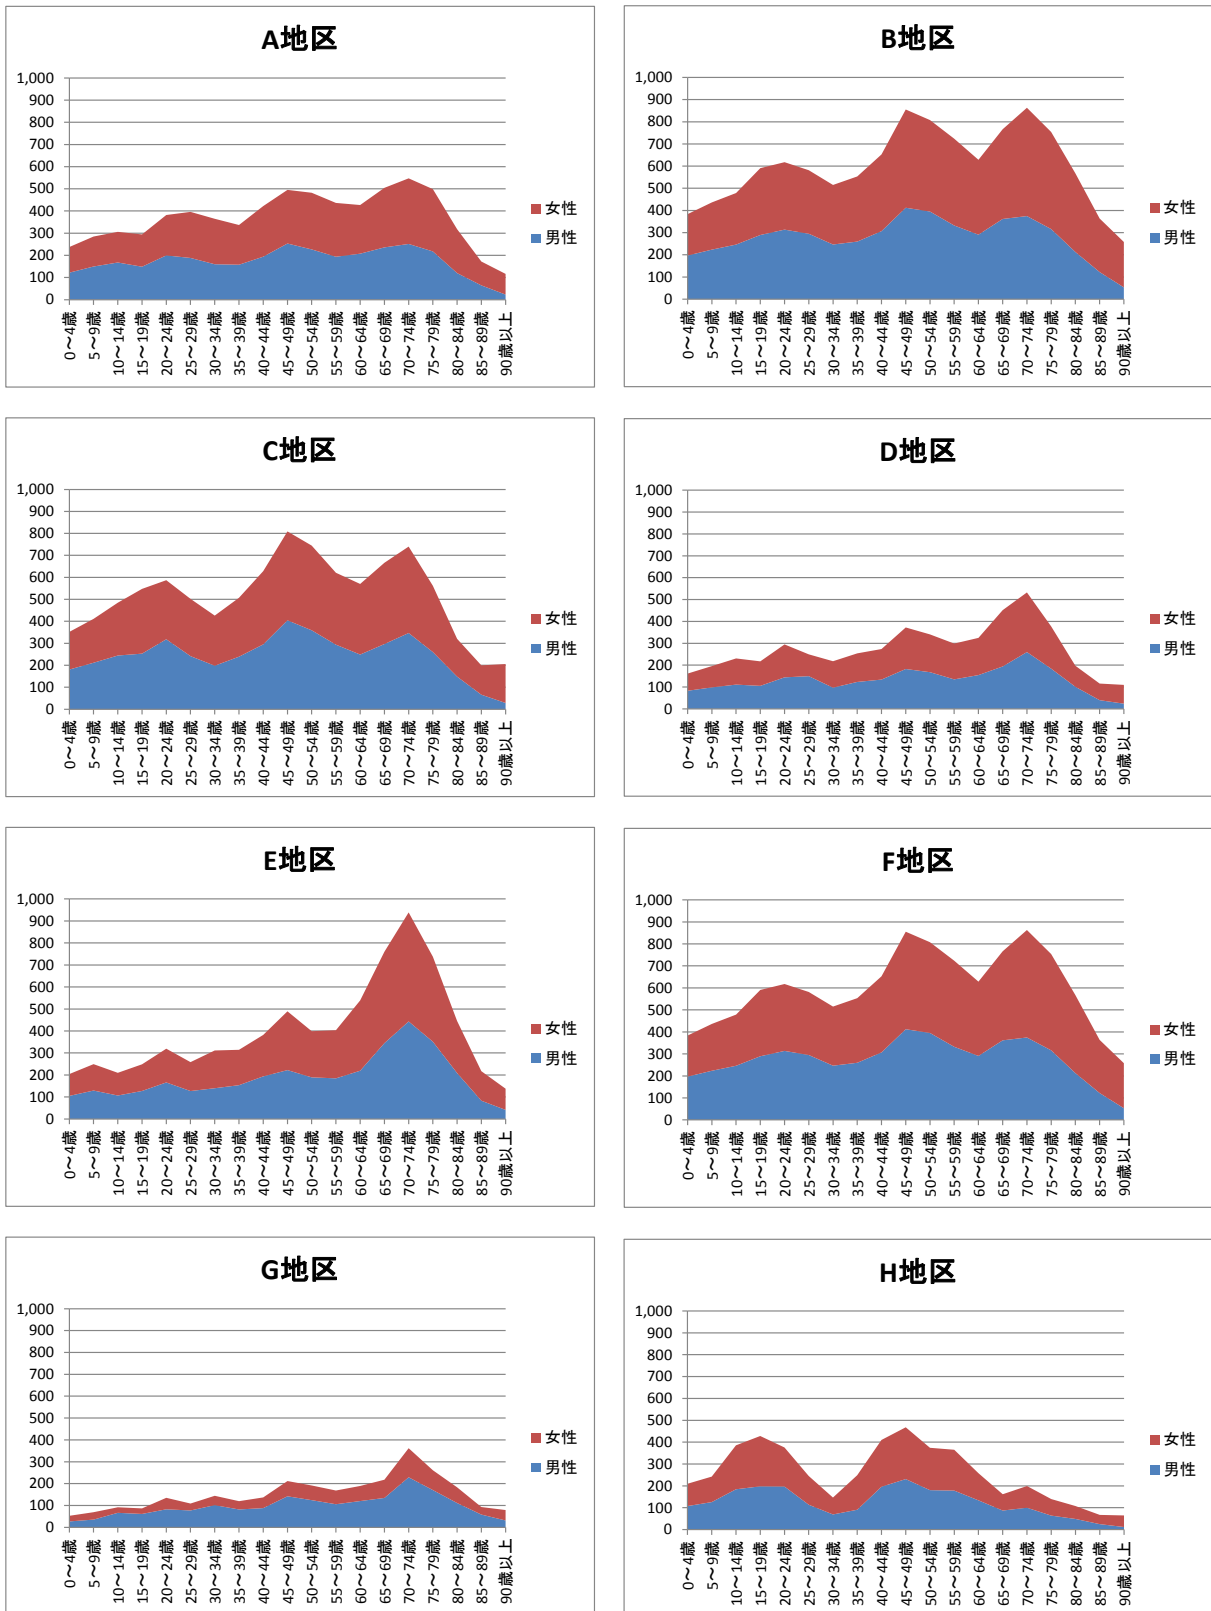 A地区
1,000
900
800
700
600
500
400
300
200
100
0
女性
男性
0～4歳
5～9歳
10～14歳
15～19歳
20～24歳
25～29歳
30～34歳
35～39歳
40～44歳
45～49歳
50～54歳
55～59歳
60～64歳
65～69歳
70～74歳
75～79歳
80～84歳
85～89歳
90歳以上
B地区
1,000
900
800
700
600
500
400
300
200
100
0
女性
男性
0～4歳
5～9歳
10～14歳
15～19歳
20～24歳
25～29歳
30～34歳
35～39歳
40～44歳
45～49歳
50～54歳
55～59歳
60～64歳
65～69歳
70～74歳
75～79歳
80～84歳
85～89歳
90歳以上
C地区
1,000
900
800
700
600
500
400
300
200
100
0
女性
男性
0～4歳
5～9歳
10～14歳
15～19歳
20～24歳
25～29歳
30～34歳
35～39歳
40～44歳
45～49歳
50～54歳
55～59歳
60～64歳
65～69歳
70～74歳
75～79歳
80～84歳
85～89歳
90歳以上
D地区
1,000
900
800
700
600
500
400
300
200
100
0
女性
男性
0～4歳
5～9歳
10～14歳
15～19歳
20～24歳
25～29歳
30～34歳
35～39歳
40～44歳
45～49歳
50～54歳
55～59歳
60～64歳
65～69歳
70～74歳
75～79歳
80～84歳
85～89歳
90歳以上
E地区
1,000
900
800
700
600
500
400
300
200
100
0
女性
男性
0～4歳
5～9歳
10～14歳
15～19歳
20～24歳
25～29歳
30～34歳
35～39歳
40～44歳
45～49歳
50～54歳
55～59歳
60～64歳
65～69歳
70～74歳
75～79歳
80～84歳
85～89歳
90歳以上
F地区
1,000
900
800
700
600
500
400
300
200
100
0
女性
男性
0～4歳
5～9歳
10～14歳
15～19歳
20～24歳
25～29歳
30～34歳
35～39歳
40～44歳
45～49歳
50～54歳
55～59歳
60～64歳
65～69歳
70～74歳
75～79歳
80～84歳
85～89歳
90歳以上
G地区
1,000
900
800
700
600
500
400
300
200
100
0
女性
男性
0～4歳
5～9歳
10～14歳
15～19歳
20～24歳
25～29歳
30～34歳
35～39歳
40～44歳
45～49歳
50～54歳
55～59歳
60～64歳
65～69歳
70～74歳
75～79歳
80～84歳
85～89歳
90歳以上
H地区
1,000
900
800
700
600
500
400
300
200
100
0
女性
男性
0～4歳
5～9歳
10～14歳
15～19歳
20～24歳
25～29歳
30～34歳
35～39歳
40～44歳
45～49歳
50～54歳
55～59歳
60～64歳
65～69歳
70～74歳
75～79歳
80～84歳
85～89歳
90歳以上